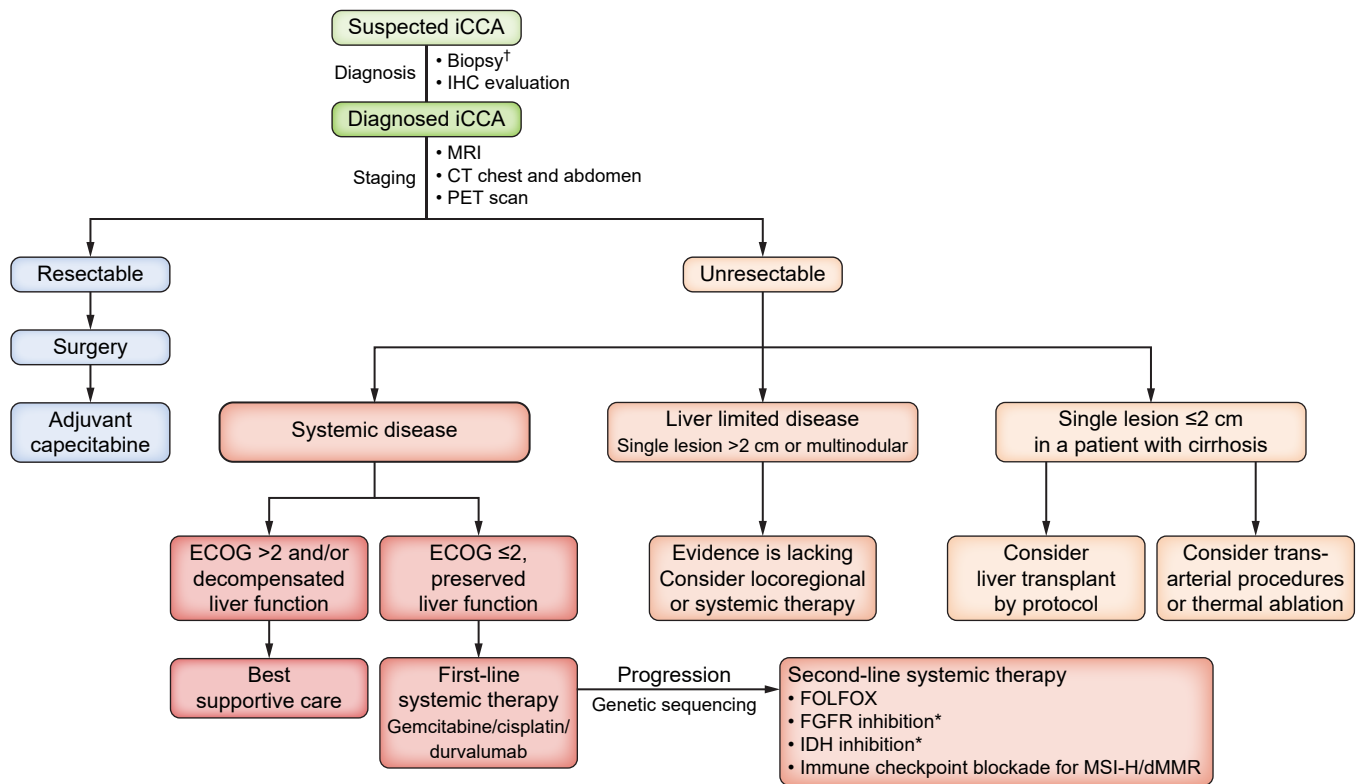 Suspected iCCA
Diagnosis
• Biopsy†
• IHC evaluation
Diagnosed iCCA
Staging
• MRI
• CT chest and abdomen
• PET scan
Resectable
Unresectable
Surgery
Adjuvant
capecitabine
Systemic disease
Liver limited disease
Single lesion >2 cm or multinodular
Single lesion ≤2 cm
in a patient with cirrhosis
ECOG >2 and/or
decompensated
liver function
ECOG ≤2,
preserved
liver function
Evidence is lacking
Consider locoregional
or systemic therapy
Consider
liver transplant
by protocol
Consider trans-
arterial procedures
or thermal ablation
Best
supportive care
First-line
systemic therapy
Gemcitabine/cisplatin/
durvalumab
Progression
Genetic sequencing
Second-line systemic therapy
• FOLFOX
• FGFR inhibition*
• IDH inhibition*
• Immune checkpoint blockade for MSI-H/dMMR